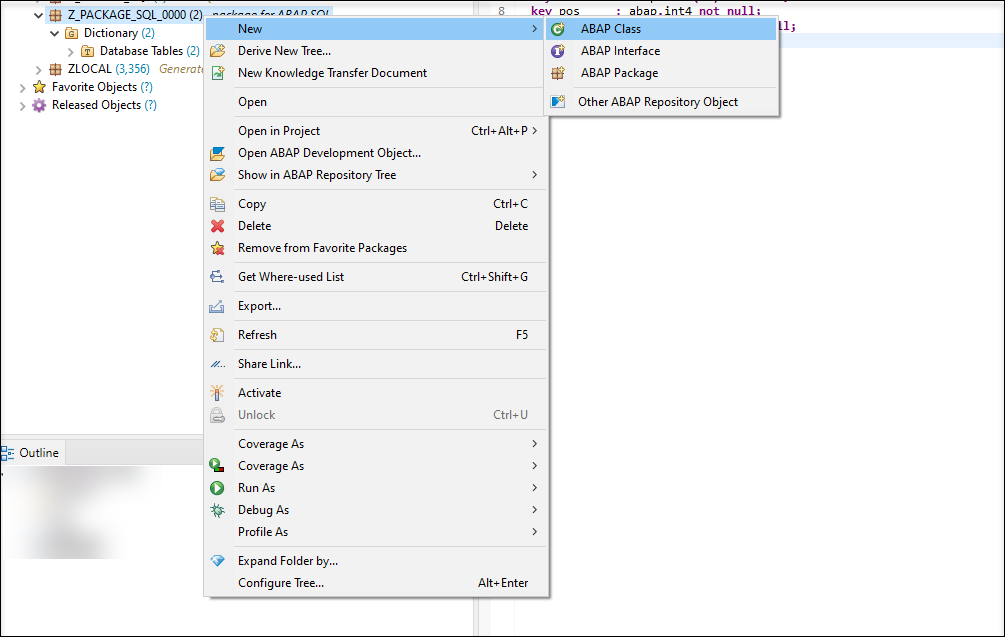 8 key pos : abap.int4 not null;
Z_PACKAGE_SQL_0000 (2) package for ABAP SQL
ll;
Dictionary (2)
Database Tables (2)
ZLOCAL (3,356) Generate
Favorite Objects (?)
Released Objects (?)
New
ABAP Class
Derive New Tree...
ABAP Interface
New Knowledge Transfer Document
ABAP Package
Open
Other ABAP Repository Object
Open in Project Ctrl+Alt+P
Open ABAP Development Object...
Show in ABAP Repository Tree
Copy Ctrl+C
Delete Delete
Remove from Favorite Packages
Get Where-used List Ctrl+Shift+G
Export...
Refresh F5
Share Link...
Activate
Unlock Ctrl+U
Coverage As
Coverage As
Run As
Debug As
Profile As
Expand Folder by...
Configure Tree... Alt+Enter
Outline